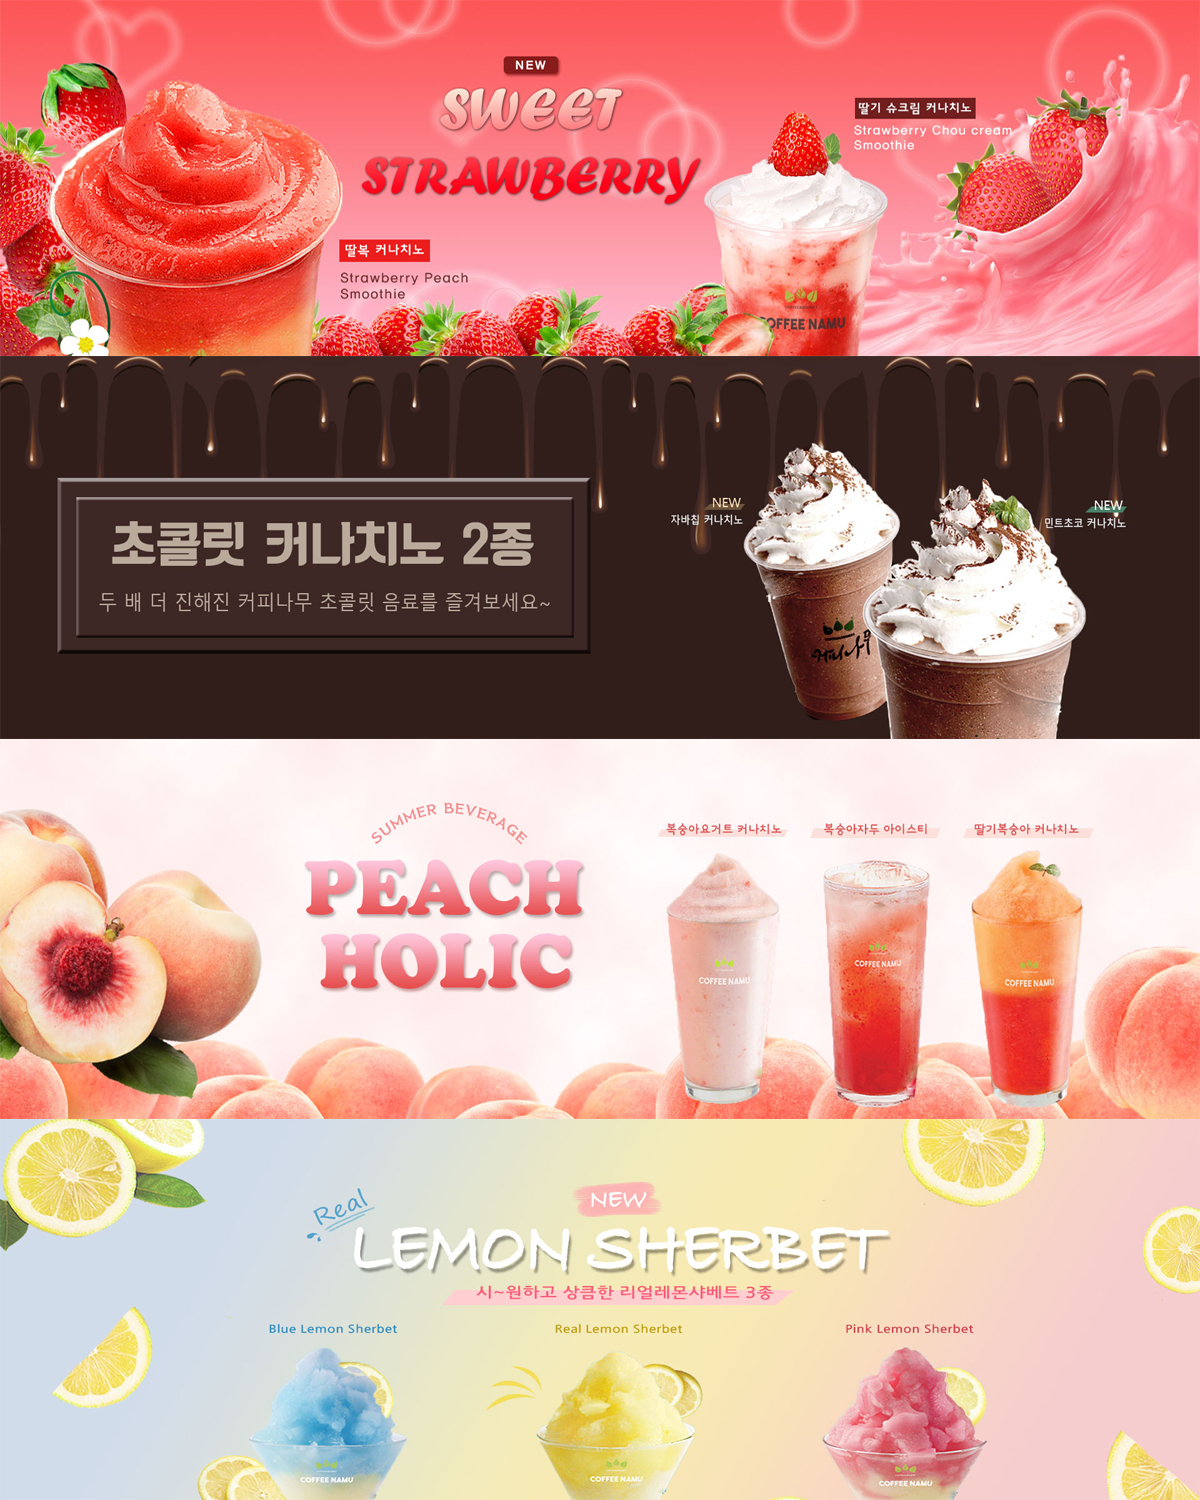 NEW
SWEET
STRAWBERRY
딸복 커나치노
Strawberry Peach
Smoothie
딸기 슈크림 커나치노
Strawberry Chou cream
Smoothie
COFFEE NAMU
초콜릿 커나치노 2종
두 배 더 진해진 커피나무 초콜릿 음료를 즐겨보세요~
NEW
자바칩 커나치노
NEW
민트초코 커나치노
커피나무
SUMMER BEVERAGE
PEACH
HOLIC
복숭아요거트 커나치노
복숭아자두 아이스티
딸기복숭아 커나치노
COFFEE NAMU
COFFEE NAMU
COFFEE NAMU
Real
NEW
LEMON SHERBET
시~원하고 상큼한 리얼레몬샤베트 3종
Blue Lemon Sherbet
Real Lemon Sherbet
Pink Lemon Sherbet
COFFEE NAMU
COFFEE NAMU
COFFEE NAMU